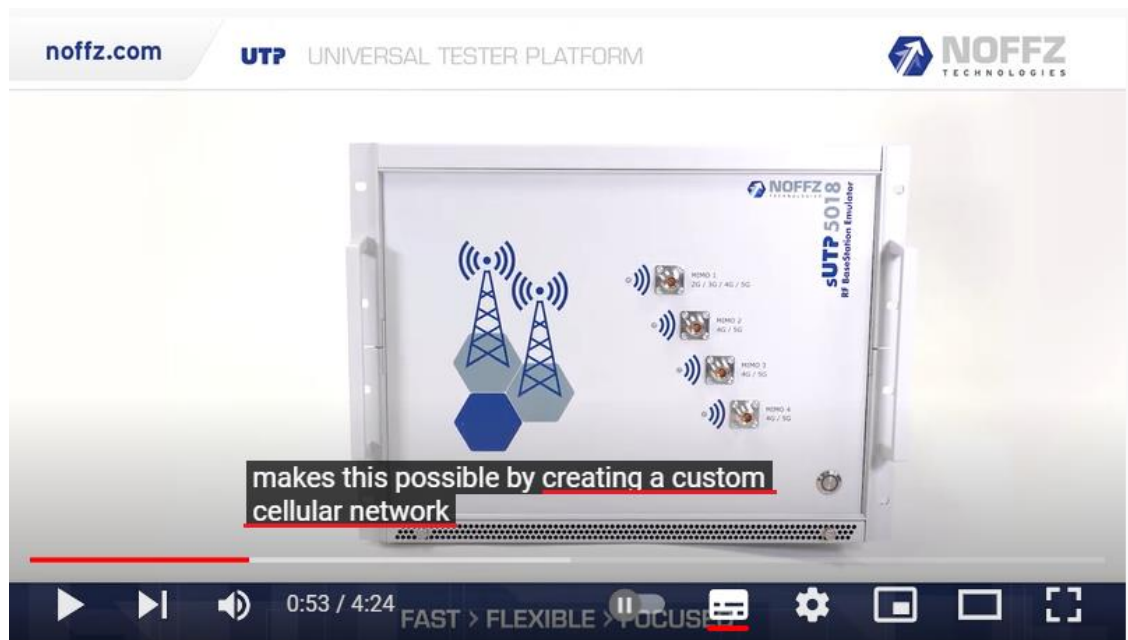 noffz.com
UTP UNIVERSAL TESTER PLATFORM
NOFFZ
TECHNOLOGIES
NOFFZ
TECHNOLOGIES
sUTP 5018
RF BaseStation Emulator
MIMO 1
2G / 3G / 4G / 5G
MIMO 2
4G / 5G
MIMO 3
4G / 5G
MIMO 4
4G / 5G
makes this possible by creating a custom
cellular network
0:53 / 4:24
FAST > FLEXIBLE > FOCUSED